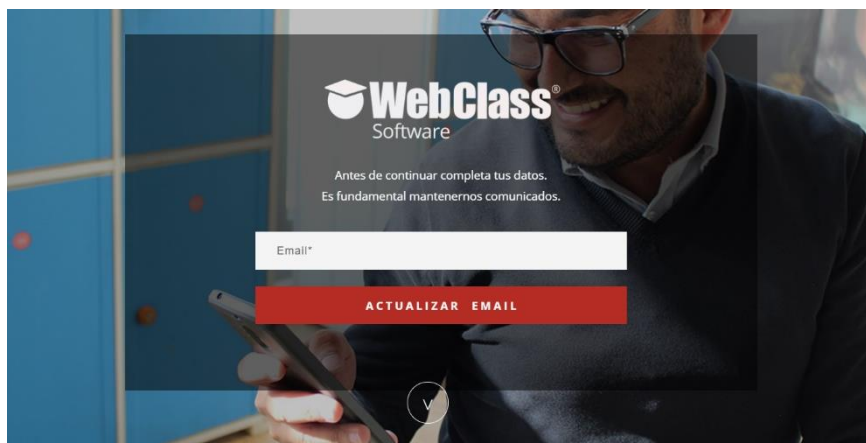 WebClass®
Software
Antes de continuar completa tus datos.
Es fundamental mantenernos comunicados.
Email*
ACTUALIZAR EMAIL